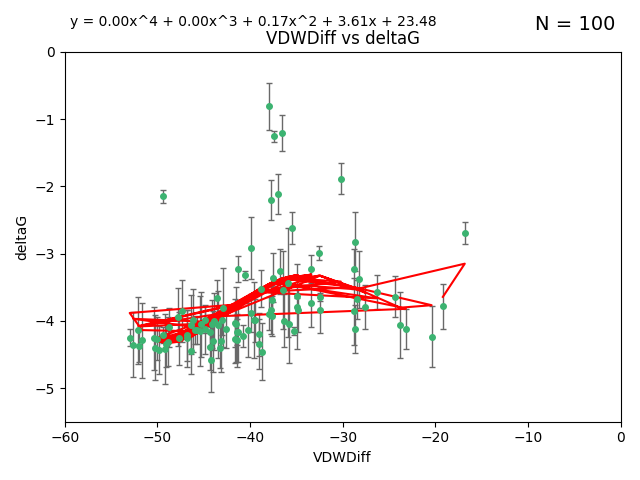 y = 0.00x^4 + 0.00x^3 + 0.17x^2 + 3.61x + 23.48
N = 100
VDWDiff vs deltaG
0
−1
−2
−3
−4
−5
deltaG
−60 −50 −40 −30 −20 −10 0
VDWDiff